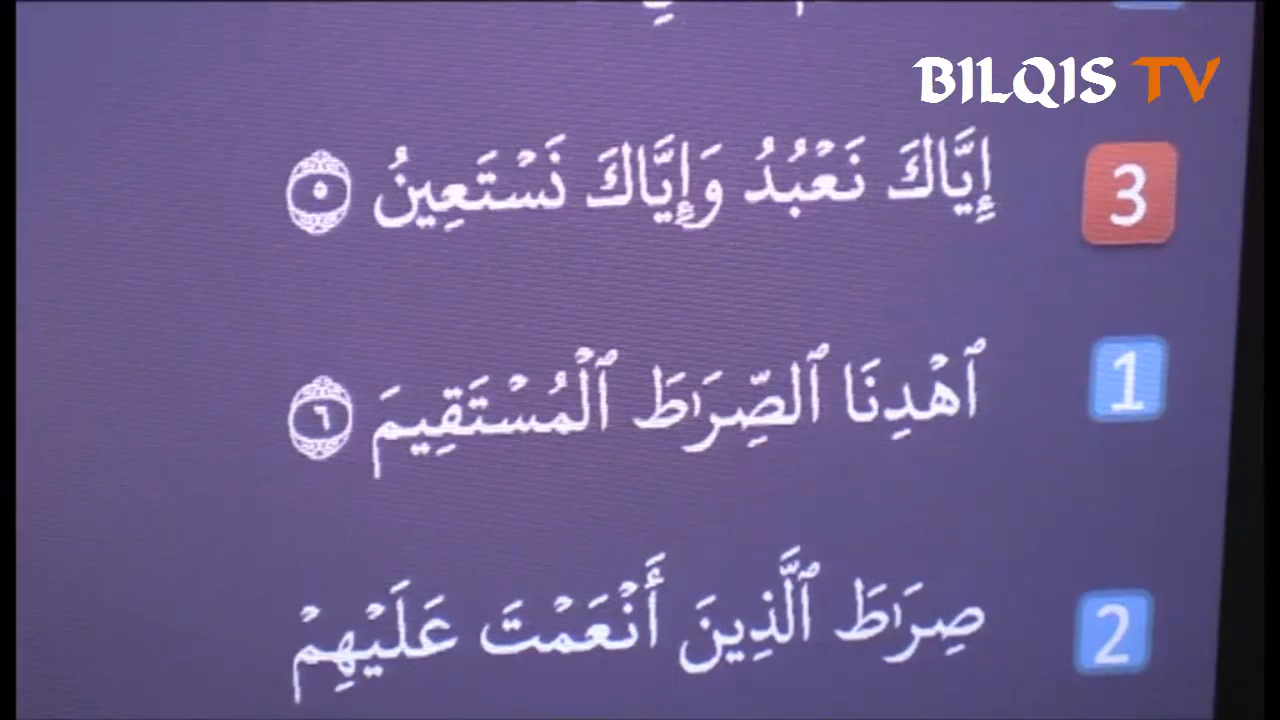 BILQIS TV
3 إِيَّاكَ نَعْبُدُ وَإِيَّاكَ نَسْتَعِينُ ٥
1 ٱهْدِنَا ٱلصِّرَٰطَ ٱلْمُسْتَقِيمَ ٦
2 صِرَٰطَ ٱلَّذِينَ أَنْعَمْتَ عَلَيْهِمْ